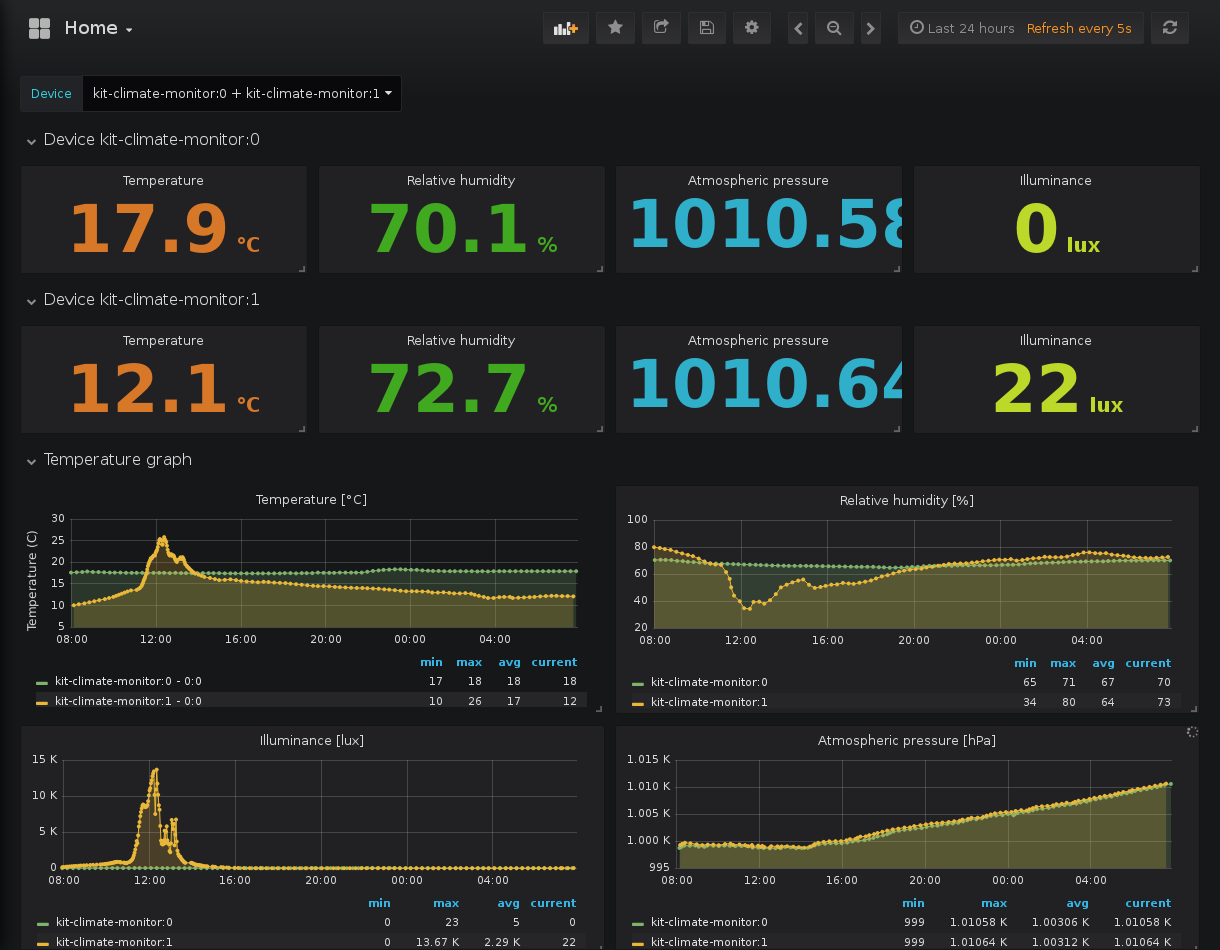 Home
Last 24 hours Refresh every 5s
Device kit-climate-monitor:0 + kit-climate-monitor:1
Device kit-climate-monitor:0
Temperature Relative humidity Atmospheric pressure Illuminance
17.9 °C 70.1 % 1010.58 0 lux
Device kit-climate-monitor:1
Temperature Relative humidity Atmospheric pressure Illuminance
12.1 °C 72.7 % 1010.64 22 lux
Temperature graph
Temperature [°C]
Temperature (C)
30
25
20
15
10
5
08:00 12:00 16:00 20:00 00:00 04:00
min max avg current
kit-climate-monitor:0 - 0:0 17 18 18 18
kit-climate-monitor:1 - 0:0 10 26 17 12
Relative humidity [%]
100
80
60
40
20
08:00 12:00 16:00 20:00 00:00 04:00
min max avg current
kit-climate-monitor:0 65 71 67 70
kit-climate-monitor:1 34 80 64 73
Illuminance [lux]
15 K
10 K
5 K
0
08:00 12:00 16:00 20:00 00:00 04:00
min max avg current
kit-climate-monitor:0 0 23 5 0
kit-climate-monitor:1 0 13.67 K 2.29 K 22
Atmospheric pressure [hPa]
1.015 K
1.010 K
1.005 K
1.000 K
995
08:00 12:00 16:00 20:00 00:00 04:00
min max avg current
kit-climate-monitor:0 999 1.01058 K 1.00306 K 1.01058 K
kit-climate-monitor:1 999 1.01064 K 1.00312 K 1.01064 K